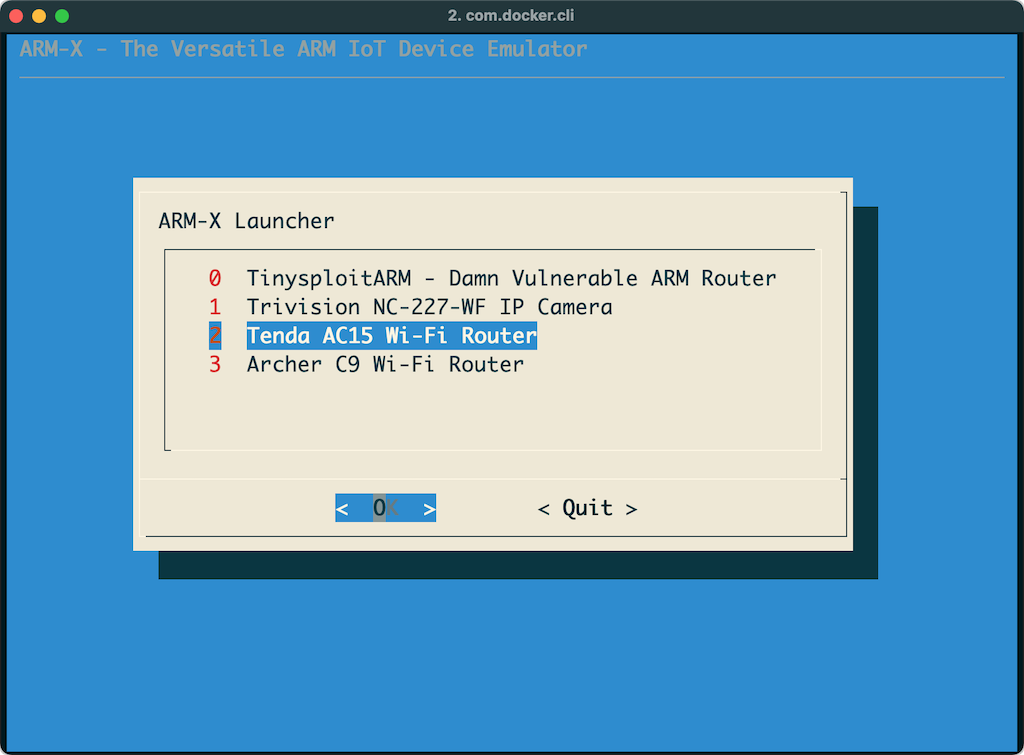 2. com.docker.cli
ARM-X - The Versatile ARM IoT Device Emulator
ARM-X Launcher
0 TinysploitARM - Damn Vulnerable ARM Router
1 Trivision NC-227-WF IP Camera
2 Tenda AC15 Wi-Fi Router
3 Archer C9 Wi-Fi Router
< OK > < Quit >